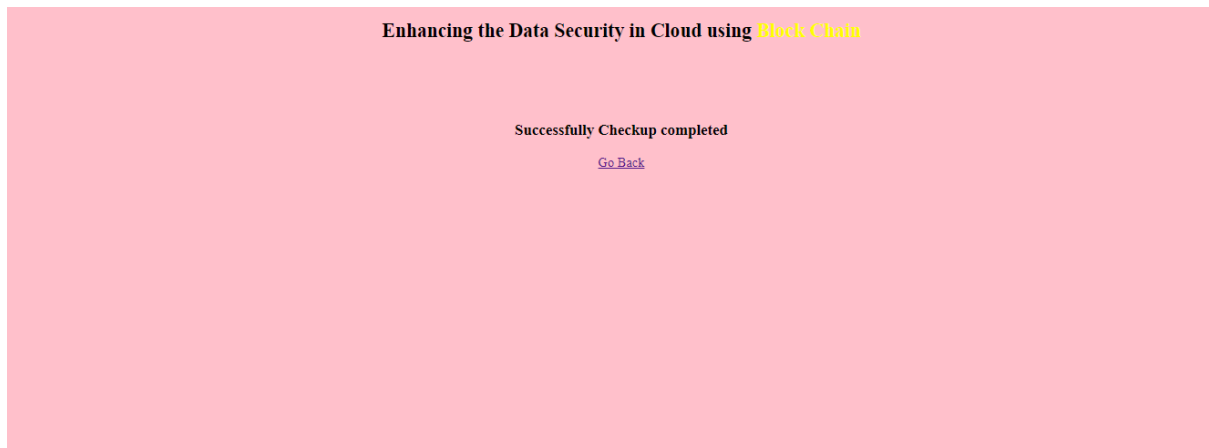 Enhancing the Data Security in Cloud using Block Chain
Successfully Checkup completed
Go Back